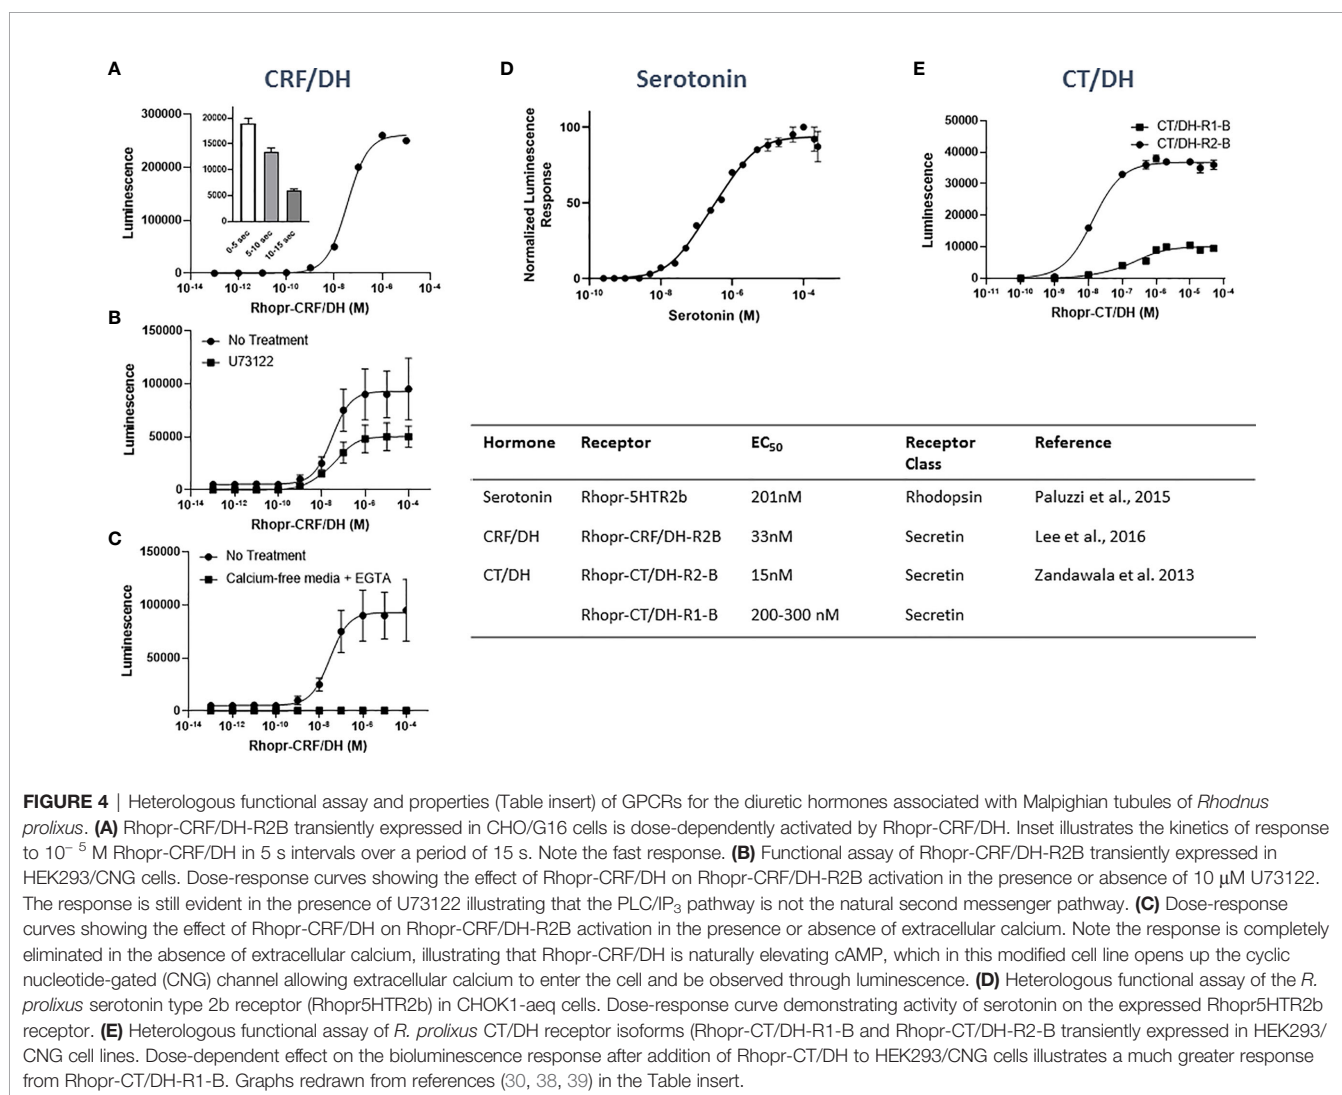 A
CRF/DH
300000
200000
100000
0
Luminescence
20000
15000
10000
5000
0
0-5 sec
5-10 sec
10-15 sec
10-14
10-12
10-10
10-8
10-6
10-4
Rhopr-CRF/DH (M)
B
150000
100000
50000
0
Luminescence
No Treatment
U73122
10-14
10-12
10-10
10-8
10-6
10-4
Rhopr-CRF/DH (M)
C
150000
100000
50000
0
Luminescence
No Treatment
Calcium-free media + EGTA
10-14
10-12
10-10
10-8
10-6
10-4
Rhopr-CRF/DH (M)
D
Serotonin
100
50
0
Normalized Luminescence
Response
10-10
10-8
10-6
10-4
Serotonin (M)
E
CT/DH
50000
40000
30000
20000
10000
0
Luminescence
CT/DH-R1-B
CT/DH-R2-B
10-11
10-10
10-9
10-8
10-7
10-6
10-5
10-4
Rhopr-CT/DH (M)
Hormone Receptor EC50 Receptor Class Reference
Serotonin Rhopr-5HTR2b 201nM Rhodopsin Paluzzi et al., 2015
CRF/DH Rhopr-CRF/DH-R2B 33nM Secretin Lee et al., 2016
CT/DH Rhopr-CT/DH-R2-B 15nM Secretin Zandawala et al. 2013
Rhopr-CT/DH-R1-B 200-300 nM Secretin
FIGURE 4 | Heterologous functional assay and properties (Table insert) of GPCRs for the diuretic hormones associated with Malpighian tubules of Rhodnus
prolixus. (A) Rhopr-CRF/DH-R2B transiently expressed in CHO/G16 cells is dose-dependently activated by Rhopr-CRF/DH. Inset illustrates the kinetics of response
to 10– 5 M Rhopr-CRF/DH in 5 s intervals over a period of 15 s. Note the fast response. (B) Functional assay of Rhopr-CRF/DH-R2B transiently expressed in
HEK293/CNG cells. Dose-response curves showing the effect of Rhopr-CRF/DH on Rhopr-CRF/DH-R2B activation in the presence or absence of 10 μM U73122.
The response is still evident in the presence of U73122 illustrating that the PLC/IP3 pathway is not the natural second messenger pathway. (C) Dose-response
curves showing the effect of Rhopr-CRF/DH on Rhopr-CRF/DH-R2B activation in the presence or absence of extracellular calcium. Note the response is completely
eliminated in the absence of extracellular calcium, illustrating that Rhopr-CRF/DH is naturally elevating cAMP, which in this modified cell line opens up the cyclic
nucleotide-gated (CNG) channel allowing extracellular calcium to enter the cell and be observed through luminescence. (D) Heterologous functional assay of the R.
prolixus serotonin type 2b receptor (Rhopr5HTR2b) in CHOK1-aeq cells. Dose-response curve demonstrating activity of serotonin on the expressed Rhopr5HTR2b
receptor. (E) Heterologous functional assay of R. prolixus CT/DH receptor isoforms (Rhopr-CT/DH-R1-B and Rhopr-CT/DH-R2-B transiently expressed in HEK293/
CNG cell lines. Dose-dependent effect on the bioluminescence response after addition of Rhopr-CT/DH to HEK293/CNG cells illustrates a much greater response
from Rhopr-CT/DH-R1-B. Graphs redrawn from references (30, 38, 39) in the Table insert.